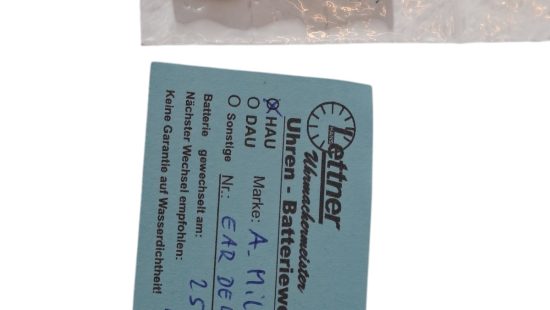 Lettner
Uhrmachermeister
Uhren - Batteriewe
HAU Marke: A- Mil
DAU
Sonstige Nr.: EAR DE
Batterie gewechselt am: 25
Nächster Wechsel empfohlen:
Keine Garantie auf Wasserdichtheit!